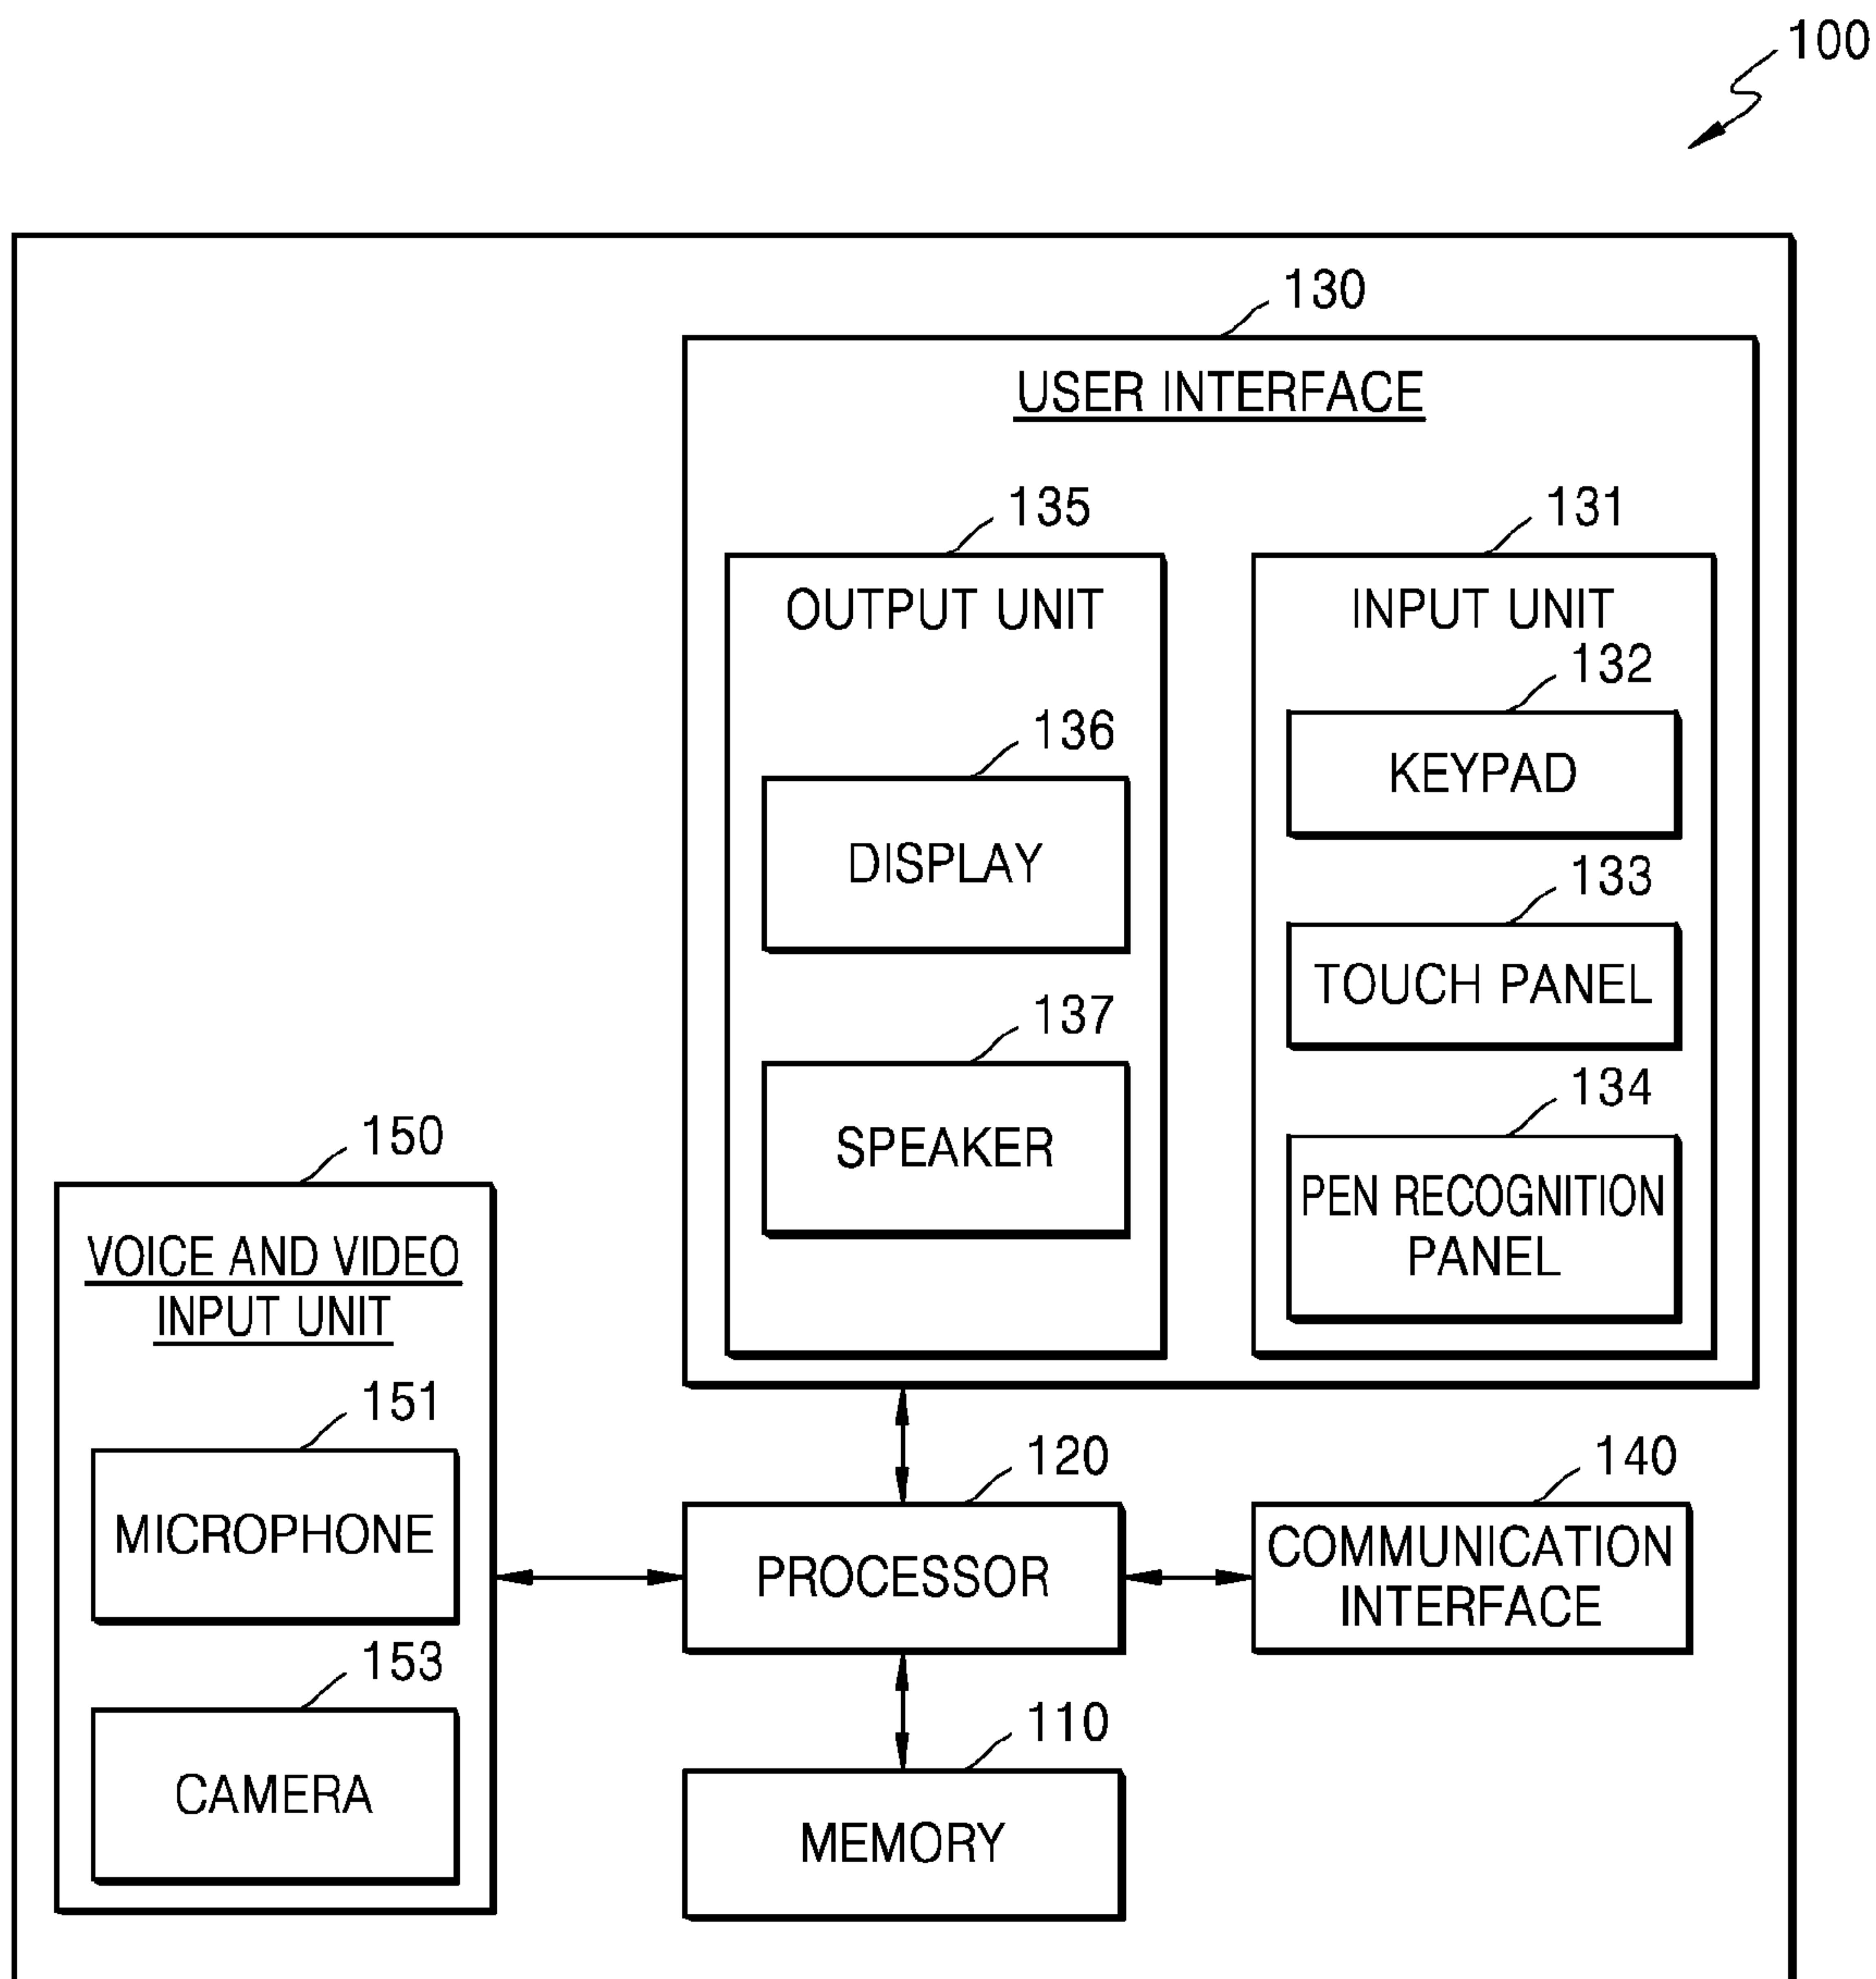 100
130
USER INTERFACE
135
OUTPUT UNIT
136
DISPLAY
137
SPEAKER
131
INPUT UNIT
132
KEYPAD
133
TOUCH PANEL
134
PEN RECOGNITION
PANEL
150
VOICE AND VIDEO
INPUT UNIT
151
MICROPHONE
153
CAMERA
120
PROCESSOR
140
COMMUNICATION
INTERFACE
110
MEMORY